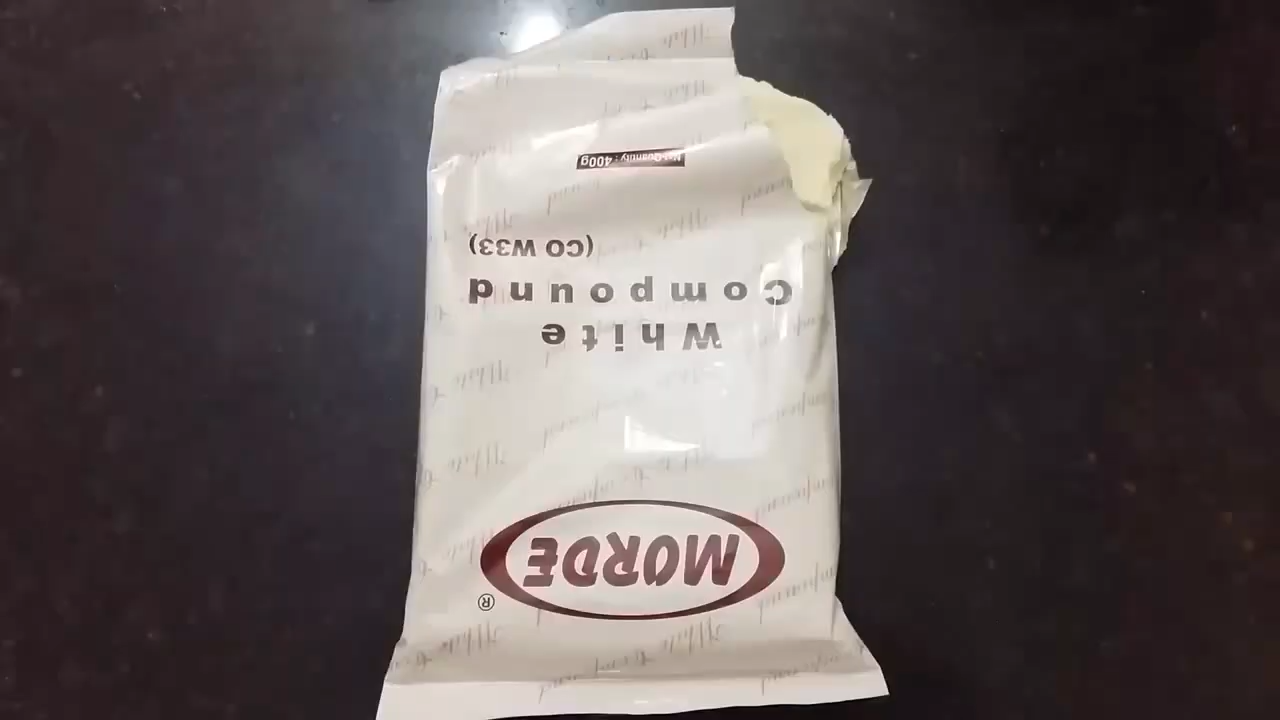 MORDE
®
White
Compound
(CO W33)
Net Quantity : 400g